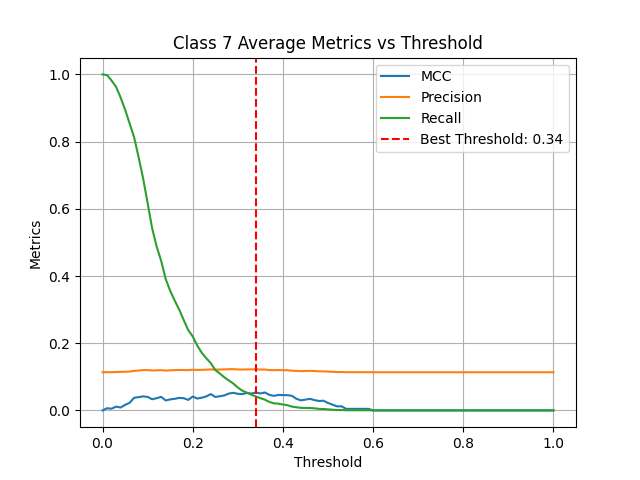 Class 7 Average Metrics vs Threshold
MCC
Precision
Recall
Best Threshold: 0.34
Metrics
1.0
0.8
0.6
0.4
0.2
0.0
0.0 0.2 0.4 0.6 0.8 1.0
Threshold